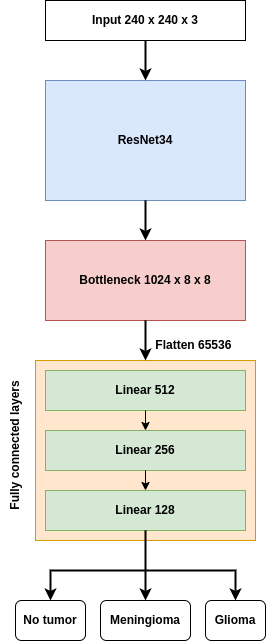 Input 240 x 240 x 3
ResNet34
Bottleneck 1024 x 8 x 8
Flatten 65536
Fully connected layers
Linear 512
Linear 256
Linear 128
No tumor
Meningioma
Glioma